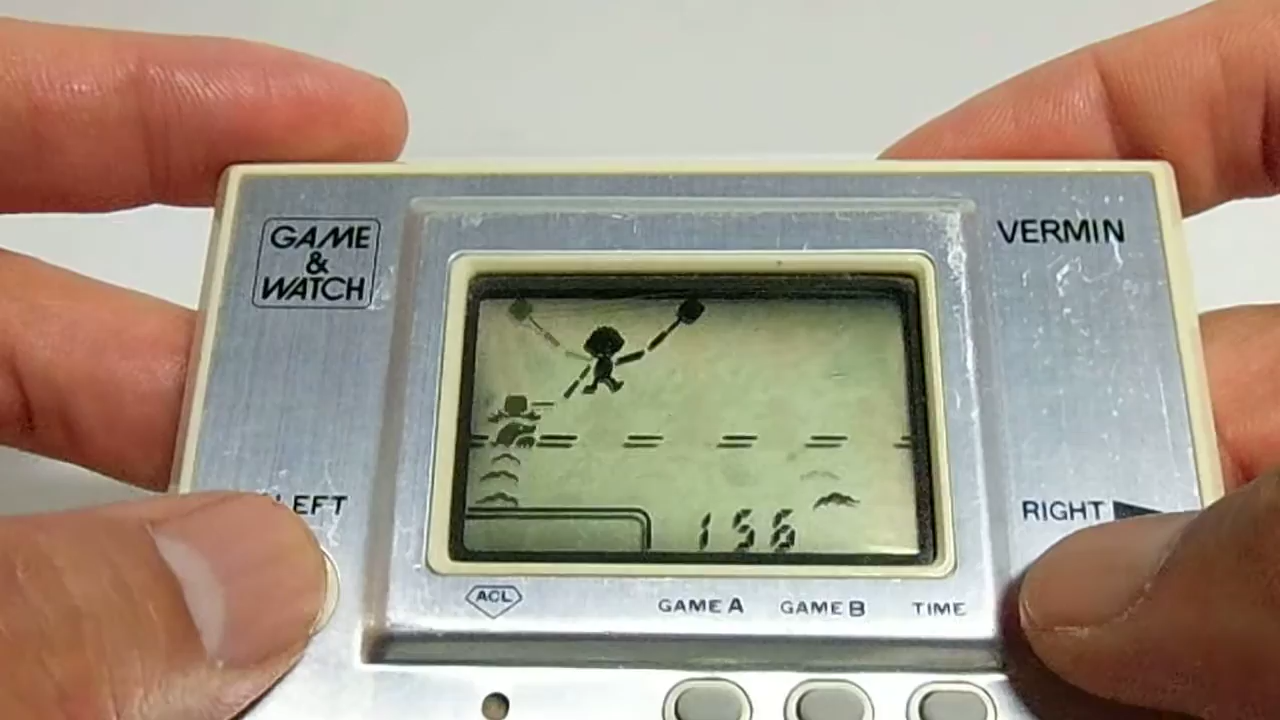 GAME
&
WATCH
VERMIN
LEFT
RIGHT
156
ACL
GAME A
GAME B
TIME